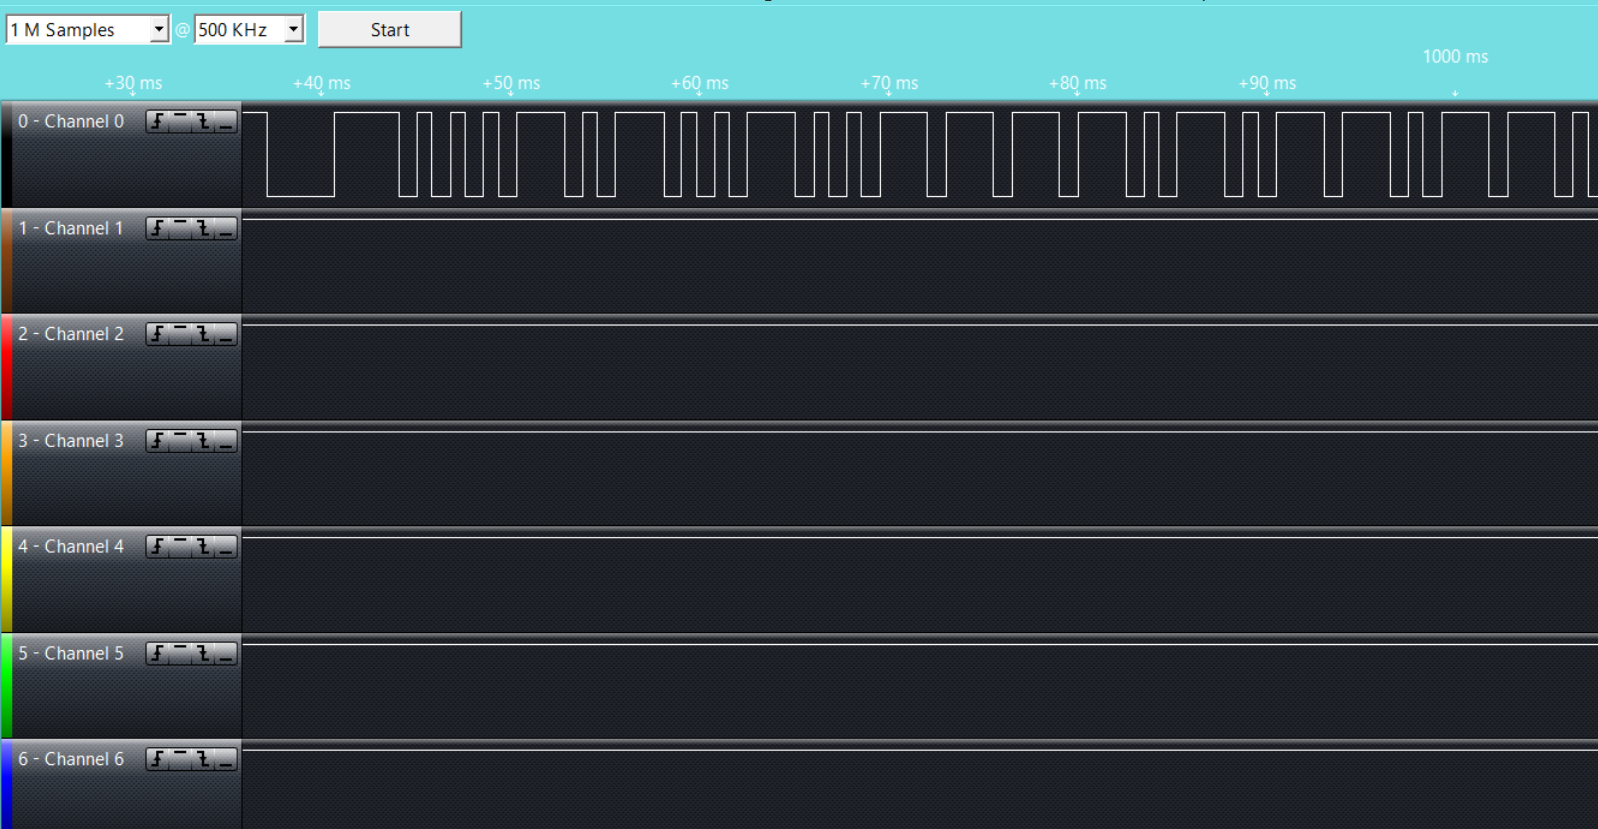 1 M Samples @ 500 KHz Start
1000 ms
+30 ms +40 ms +50 ms +60 ms +70 ms +80 ms +90 ms
0 - Channel 0
1 - Channel 1
2 - Channel 2
3 - Channel 3
4 - Channel 4
5 - Channel 5
6 - Channel 6